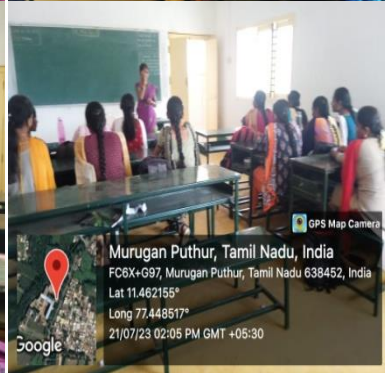 GPS Map Camera
Murugan Puthur, Tamil Nadu, India
FC6X+G97, Murugan Puthur, Tamil Nadu 638452, India
Lat 11.462155°
Long 77.448517°
21/07/23 02:05 PM GMT +05:30
Google